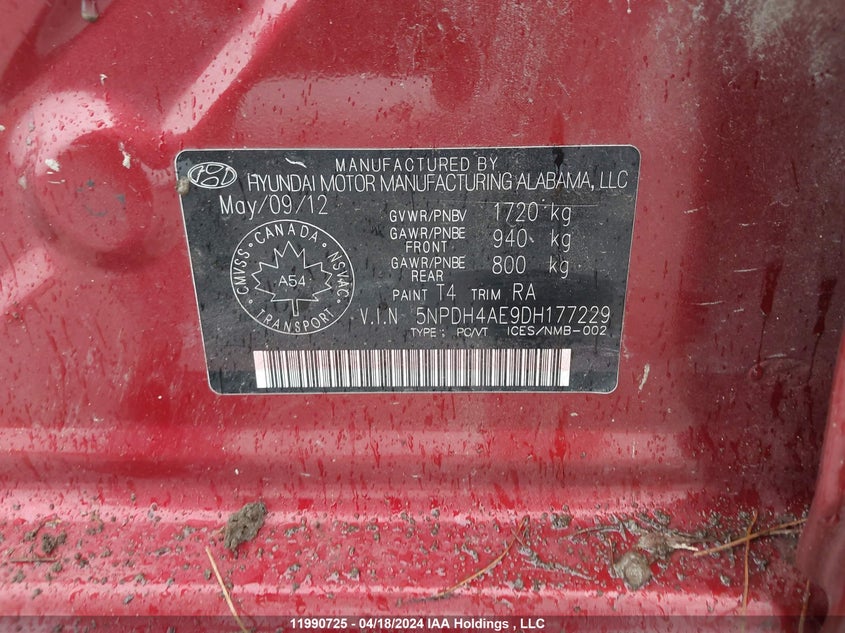 MANUFACTURED BY
HYUNDAI MOTOR MANUFACTURING ALABAMA, LLC
May/09/12
GVWR/PNBV 1720 kg
GAWR/PNBE FRONT 940 kg
GAWR/PNBE REAR 800 kg
CANADA
CMVSS NSVAC
A54
TRANSPORT
PAINT T4 TRIM RA
V.I.N 5NPDH4AE9DH177229
TYPE: PC/VT ICES/NMB-002
11990725 - 04/18/2024 IAA Holdings , LLC